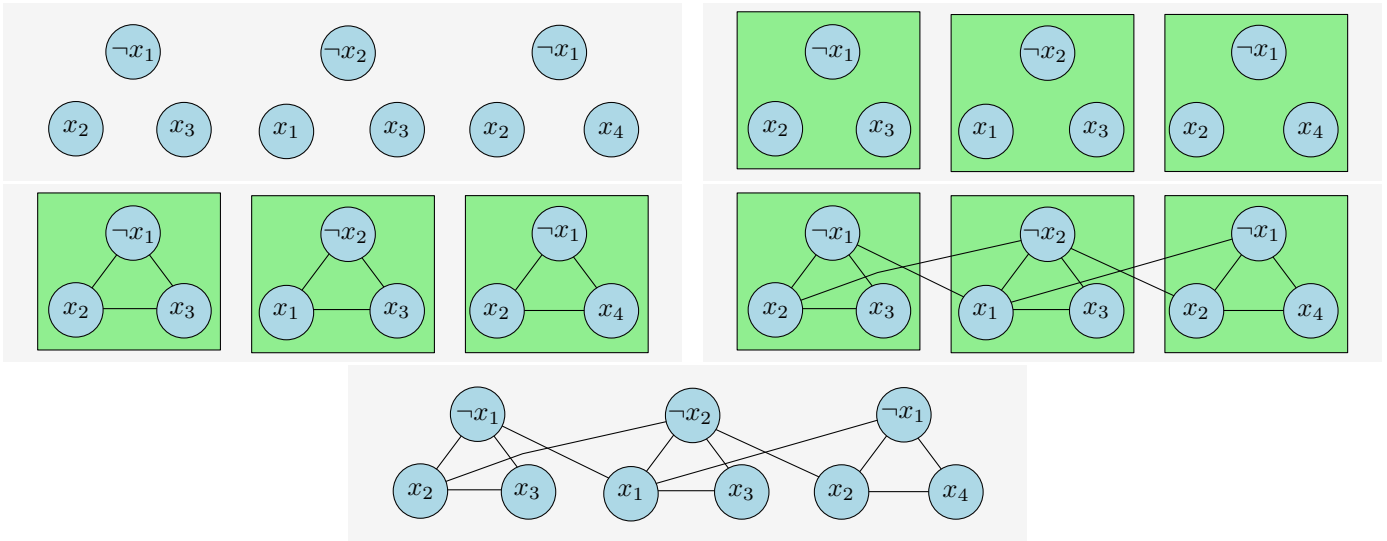 ¬x₁ ¬x₂ ¬x₁
x₂ x₃ x₁ x₃ x₂ x₄
¬x₁ ¬x₂ ¬x₁
x₂ x₃ x₁ x₃ x₂ x₄
¬x₁ ¬x₂ ¬x₁
x₂ x₃ x₁ x₃ x₂ x₄
¬x₁ ¬x₂ ¬x₁
x₂ x₃ x₁ x₃ x₂ x₄
¬x₁ ¬x₂ ¬x₁
x₂ x₃ x₁ x₃ x₂ x₄